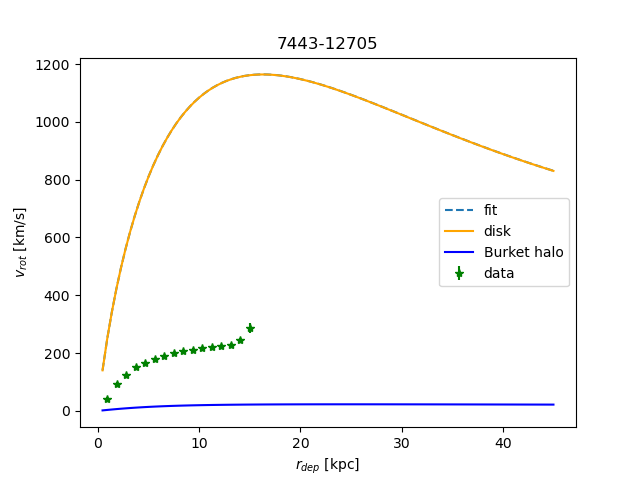 7443-12705
1200
1000
800
600
400
200
0
v_rot [km/s]
fit
disk
Burket halo
data
0 10 20 30 40
r_dep [kpc]